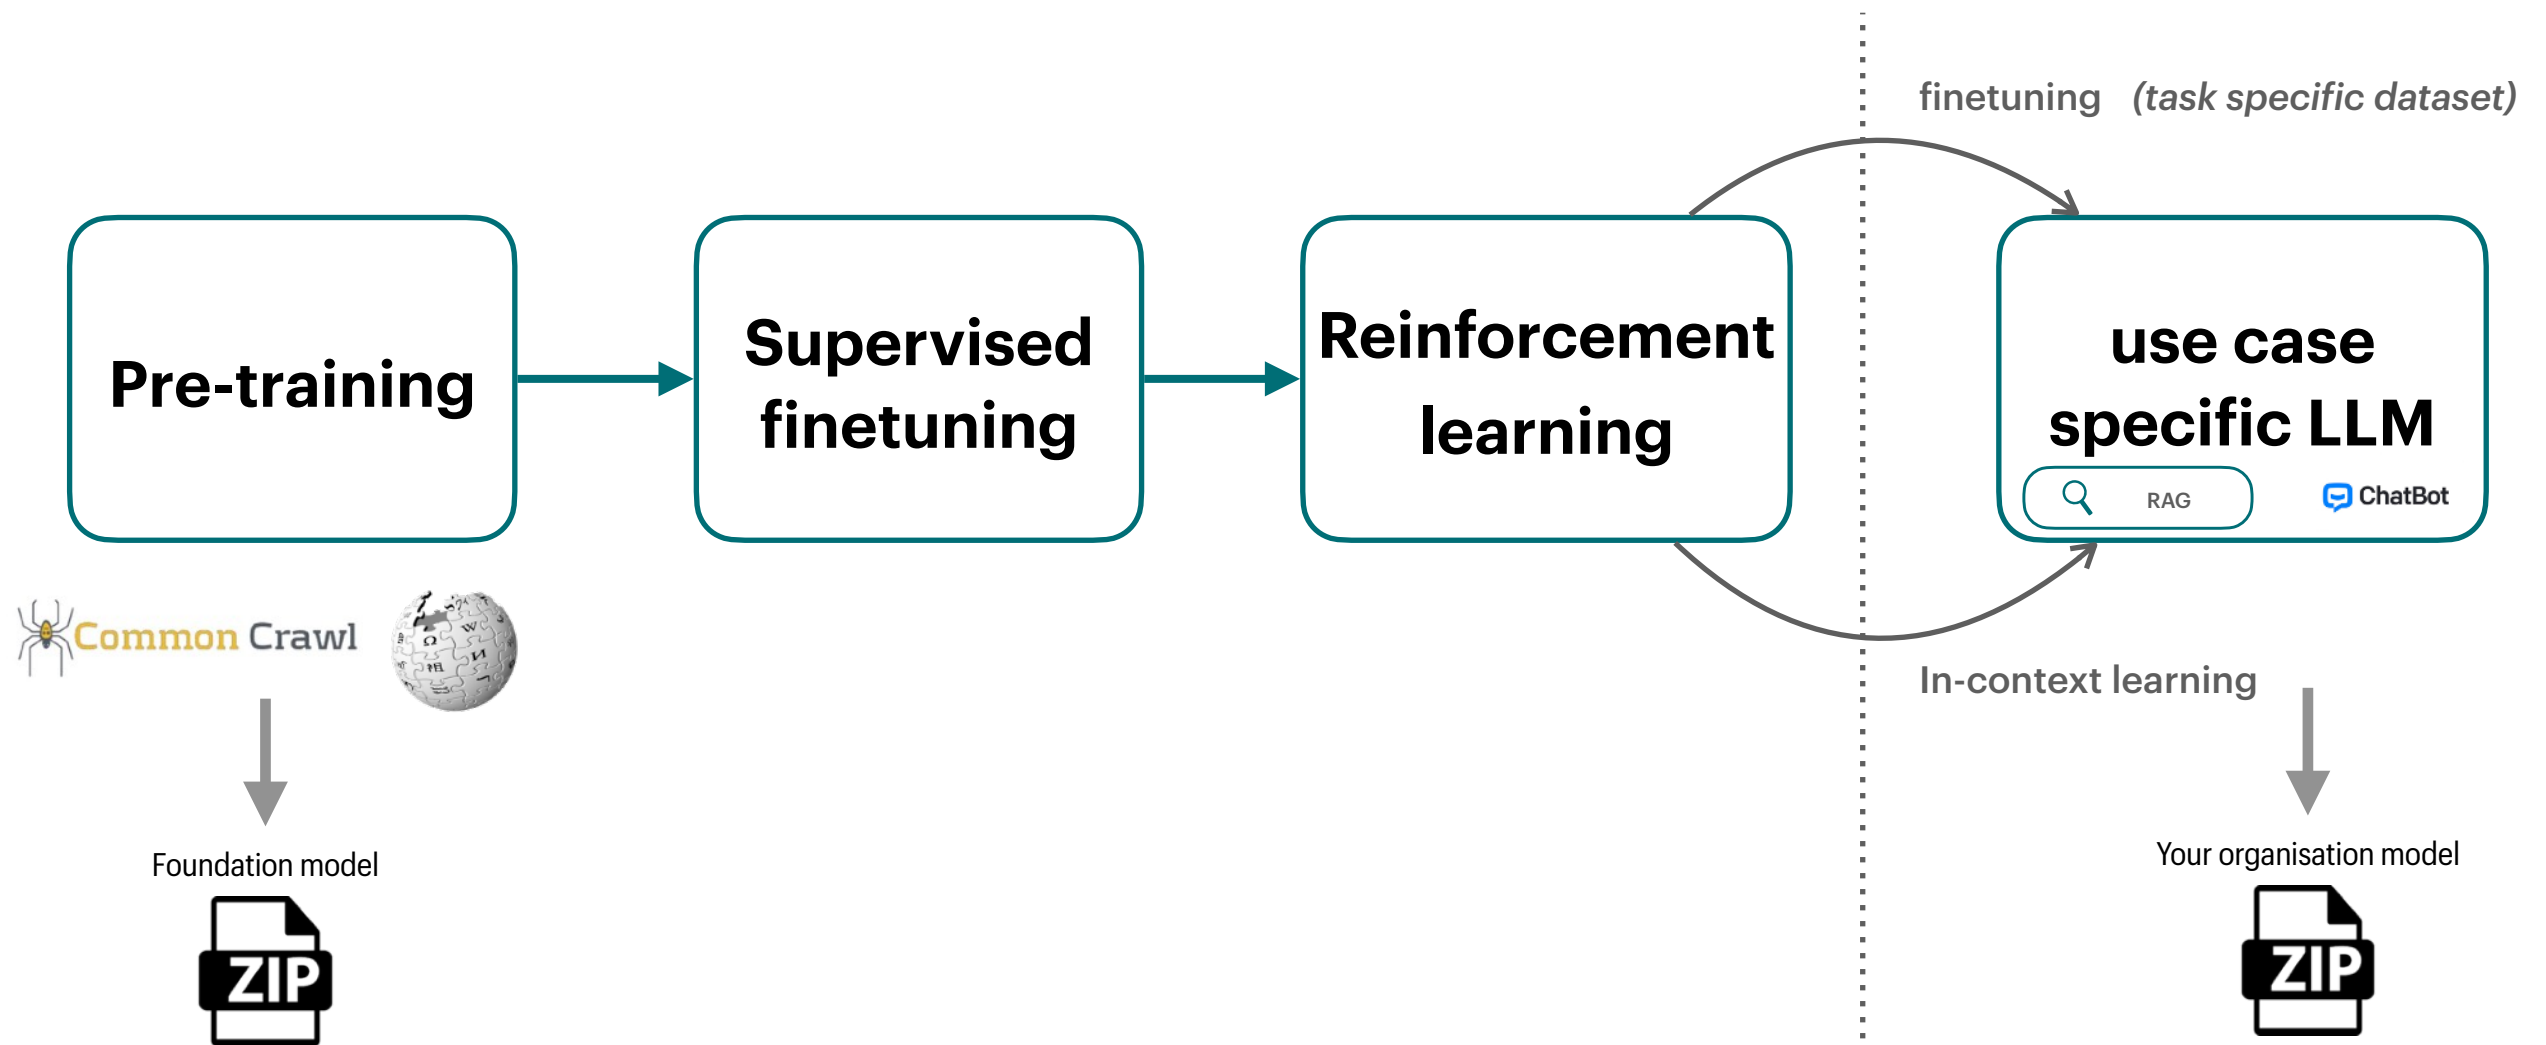 finetuning (task specific dataset)
Pre-training
Supervised
finetuning
Reinforcement
learning
use case
specific LLM
RAG
ChatBot
Common Crawl
Ω
W
И
In-context learning
Foundation model
ZIP
Your organisation model
ZIP